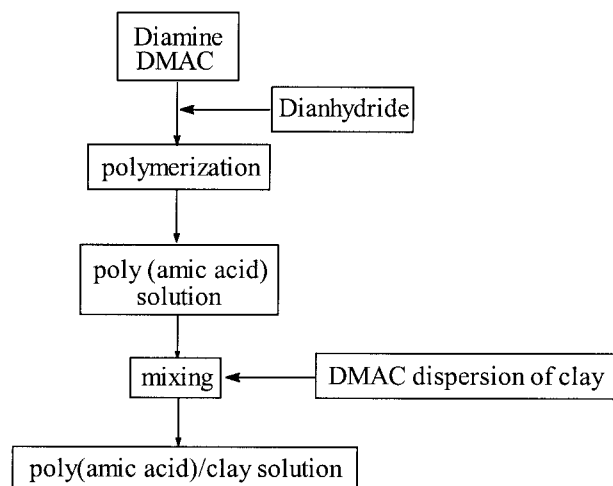 Diamine
DMAC
Dianhydride
polymerization
poly (amic acid)
solution
mixing
DMAC dispersion of clay
poly(amic acid)/clay solution